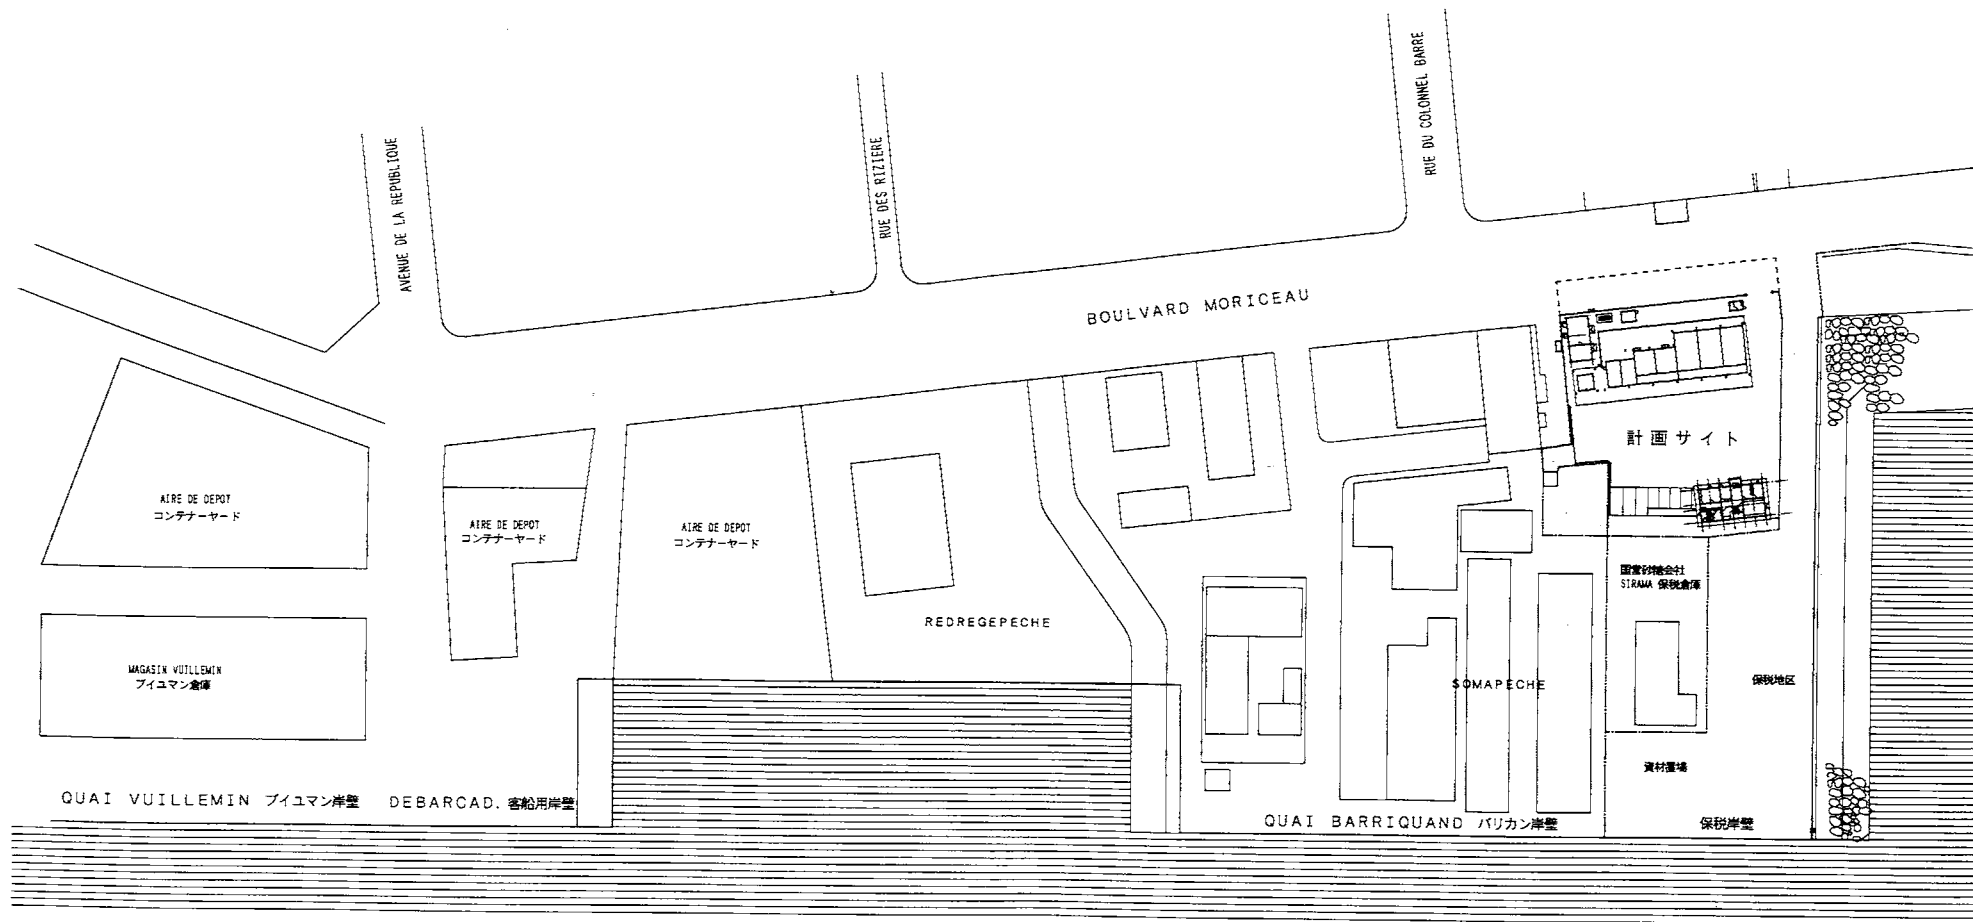 RUE DU COLONNEL BARRE
AVENUE DE LA REPUBLIQUE
RUE DES RIZIERE
BOULVARD MORICEAU
計画サイト
AIRE DE DEPOT
コンテナーヤード
AIRE DE DEPOT
コンテナーヤード
AIRE DE DEPOT
コンテナーヤード
国営砂糖会社
SIRAMA 保税倉庫
REDREGEPECHE
MAGASIN VUILLEMIN
ブイユマン倉庫
SOMAPECHE
保税地区
資材置場
QUAI VUILLEMIN ブイユマン岸壁
DEBARCAD. 客船用岸壁
QUAI BARRIQUAND バリカン岸壁
保税岸壁